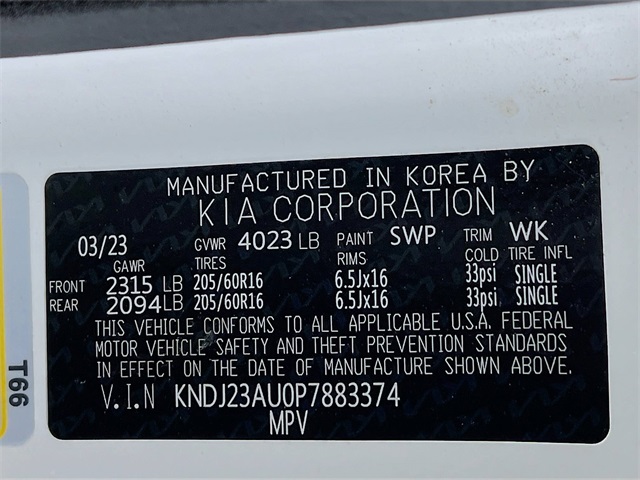 MANUFACTURED IN KOREA BY
KIA CORPORATION
03/23 GVWR 4023 LB PAINT SWP TRIM WK
GAWR TIRES RIMS COLD TIRE INFL
FRONT 2315 LB 205/60R16 6.5Jx16 33psi SINGLE
REAR 2094 LB 205/60R16 6.5Jx16 33psi SINGLE
THIS VEHICLE CONFORMS TO ALL APPLICABLE U.S.A. FEDERAL
MOTOR VEHICLE SAFETY AND THEFT PREVENTION STANDARDS
IN EFFECT ON THE DATE OF MANUFACTURE SHOWN ABOVE.
V.I.N KNDJ23AU0P7883374
MPV
T66